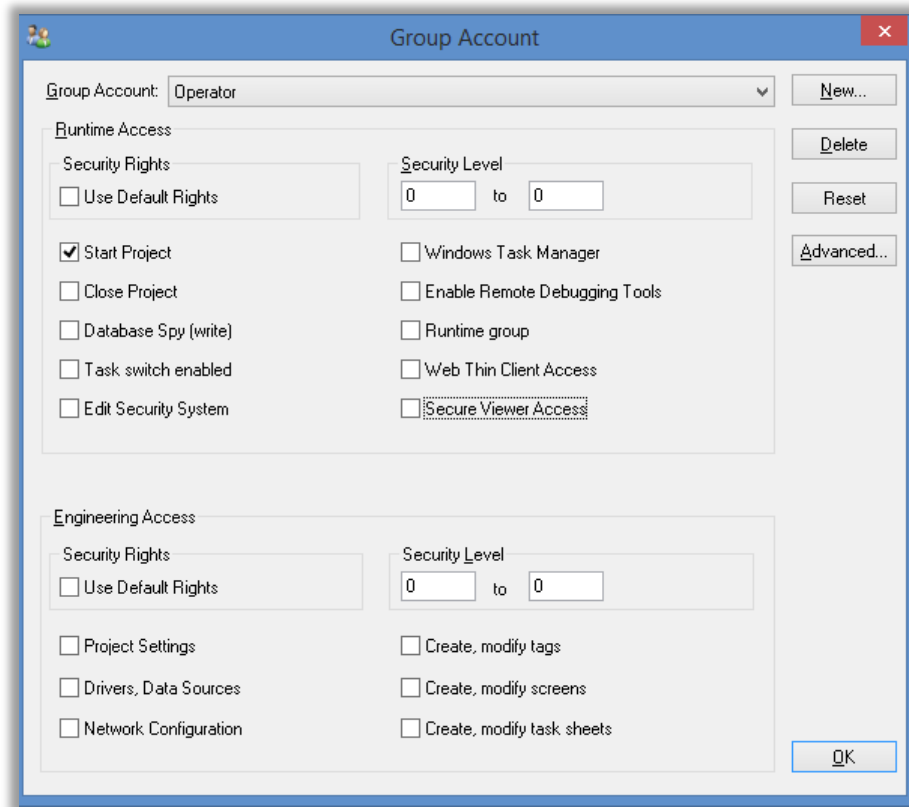 Group Account
Group Account: Operator New...
Runtime Access
Delete
Security Rights Security Level
Use Default Rights 0 to 0
Reset
Start Project Windows Task Manager Advanced...
Close Project Enable Remote Debugging Tools
Database Spy (write) Runtime group
Task switch enabled Web Thin Client Access
Edit Security System Secure Viewer Access
Engineering Access
Security Rights Security Level
Use Default Rights 0 to 0
Project Settings Create, modify tags
Drivers, Data Sources Create, modify screens
Network Configuration Create, modify task sheets
OK